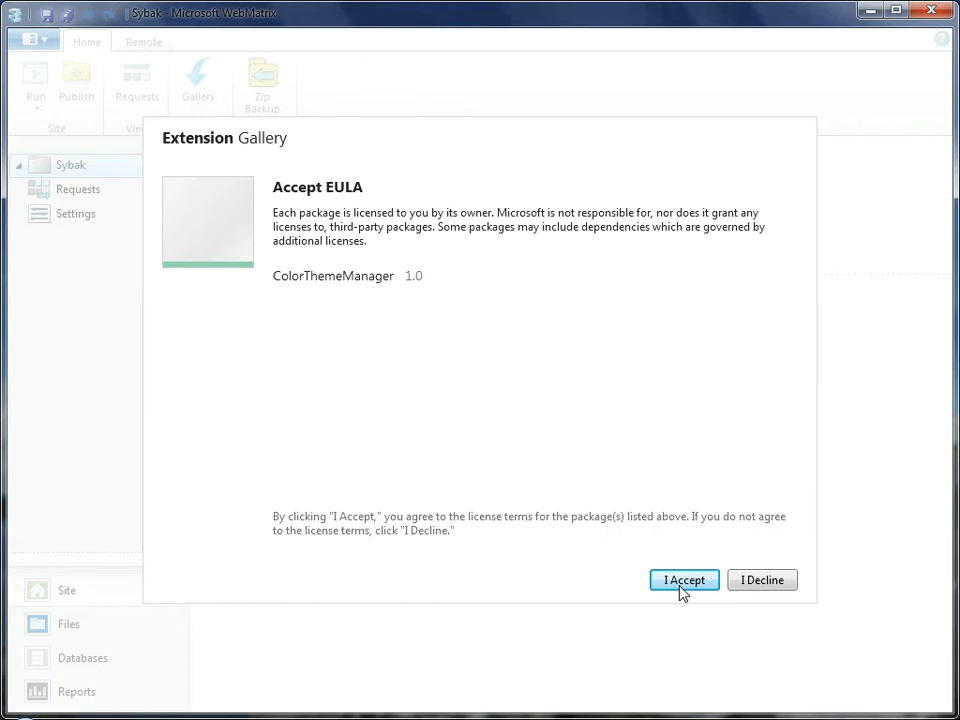 Sybak - Microsoft WebMatrix
Home Remote
Run Publish Requests Gallery Zip Backup
Site
Extension Gallery
Accept EULA
Each package is licensed to you by its owner. Microsoft is not responsible for, nor does it grant any
licenses to, third-party packages. Some packages may include dependencies which are governed by
additional licenses.
ColorThemeManager 1.0
By clicking "I Accept," you agree to the license terms for the package(s) listed above. If you do not agree
to the license terms, click "I Decline."
I Accept I Decline
Sybak
Requests
Settings
Site
Files
Databases
Reports